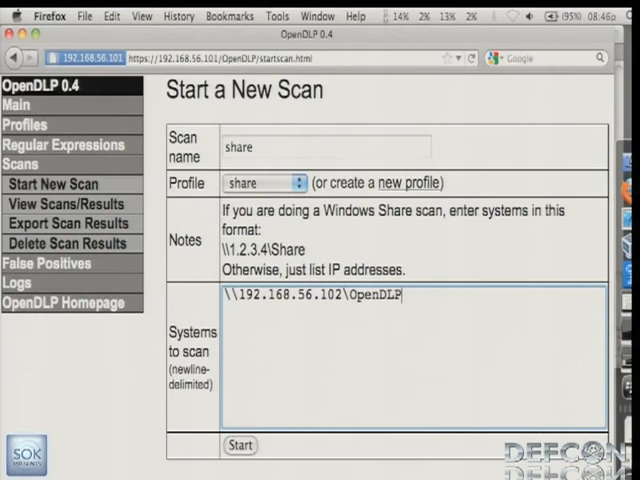 Firefox File Edit View History Bookmarks Tools Window Help 14% 2% 13% 2% (95%) 08:46p
OpenDLP 0.4
192.168.56.101 https://192.168.56.101/OpenDLP/startscan.html Google
OpenDLP 0.4
Main
Profiles
Regular Expressions
Scans
Start New Scan
View Scans/Results
Export Scan Results
Delete Scan Results
False Positives
Logs
OpenDLP Homepage
Start a New Scan
Scan name share
Profile share (or create a new profile)
Notes
If you are doing a Windows Share scan, enter systems in this
format:
\\1.2.3.4\Share
Otherwise, just list IP addresses.
Systems
to scan
(newline-
delimited)
\\192.168.56.102\OpenDLP
Start
SOK
PRESENTS
DEFCON